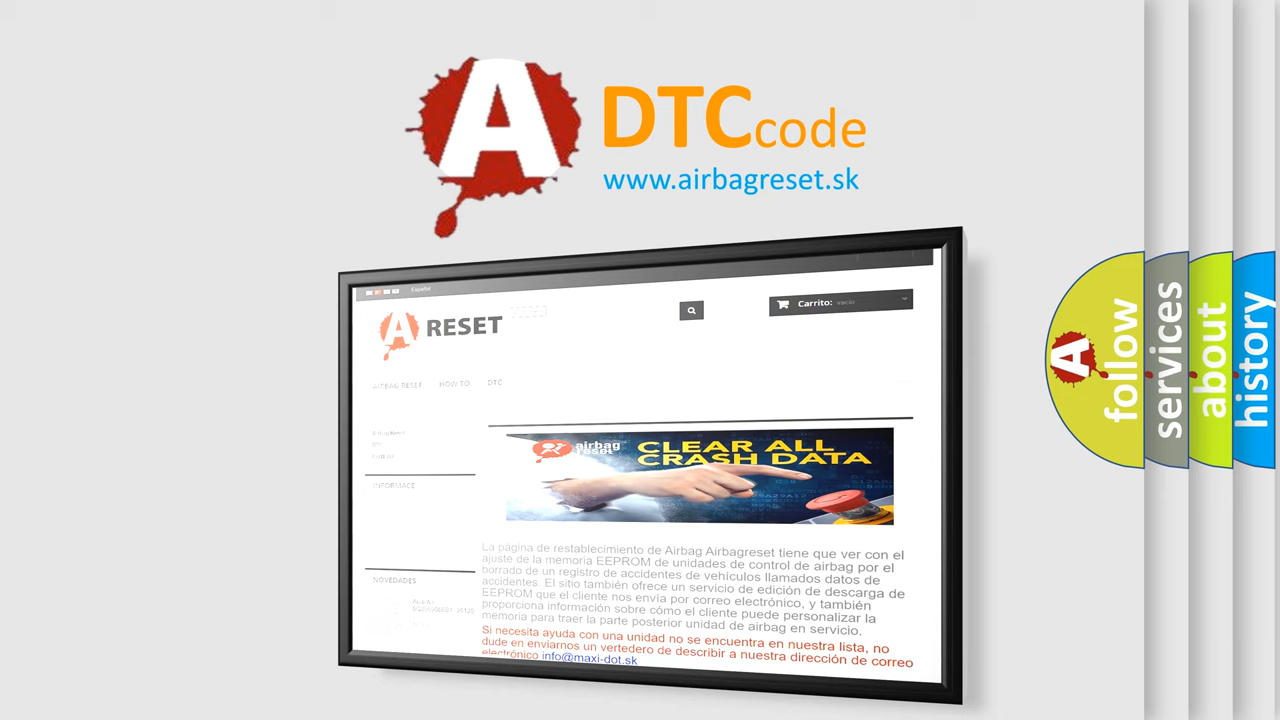 A DTCcode
www.airbagreset.sk
Español
A RESET
Carrito: vacío
AIRBAG RESET HOW TO DTC
INFORMACE
NOVEDADES
airbag
reset
CLEAR ALL
CRASH DATA
La página de restablecimiento de Airbag Airbagreset tiene que ver con el
ajuste de la memoria EEPROM de unidades de control de airbag por el
borrado de un registro de accidentes de vehículos llamados datos de
accidentes. El sitio también ofrece un servicio de edición de descarga de
EEPROM que el cliente nos envía por correo electrónico, y también
proporciona información sobre cómo el cliente puede personalizar la
memoria para traer la parte posterior unidad de airbag en servicio.
Si necesita ayuda con una unidad no se encuentra en nuestra lista, no
dude en enviarnos un vertedero de describir a nuestra dirección de correo
electrónico info@maxi-dot.sk
A
follow
services
about
history